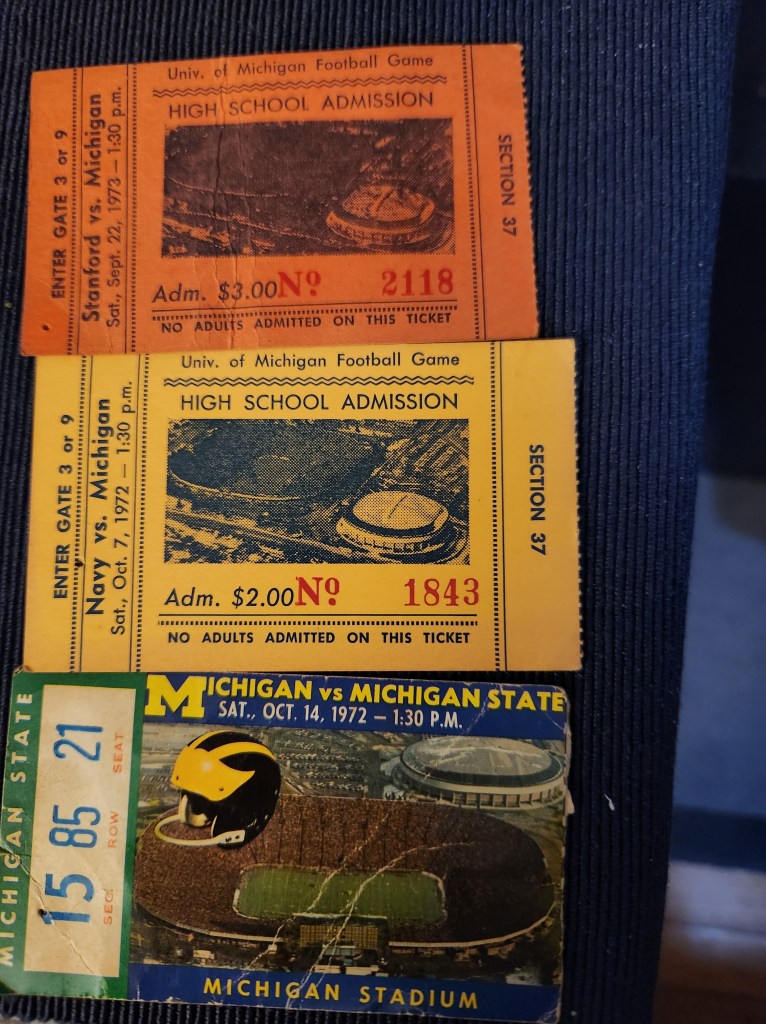 ENTER GATE 3 or 9
Stanford vs. Michigan
Sat., Sept. 22, 1973—1:30 p.m.
Univ. of Michigan Football Game
HIGH SCHOOL ADMISSION
Adm. $3.00 Nº 2118
NO ADULTS ADMITTED ON THIS TICKET
SECTION 37
ENTER GATE 3 or 9
Navy vs. Michigan
Sat., Oct. 7, 1972 — 1:30 p.m.
Univ. of Michigan Football Game
HIGH SCHOOL ADMISSION
Adm. $2.00 Nº 1843
NO ADULTS ADMITTED ON THIS TICKET
SECTION 37
MICHIGAN STATE
15 85 21
SEC. ROW SEAT
MICHIGAN vs MICHIGAN STATE
SAT., OCT. 14, 1972 — 1:30 P.M.
MICHIGAN STADIUM